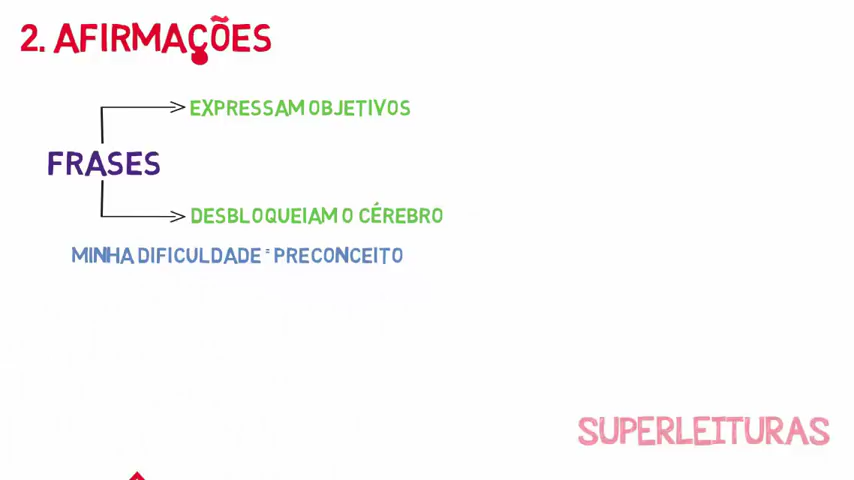 2. AFIRMAÇÕES
EXPRESSAM OBJETIVOS
FRASES
DESBLOQUEIAM O CÉREBRO
MINHA DIFICULDADE = PRECONCEITO
SUPERLEITURAS